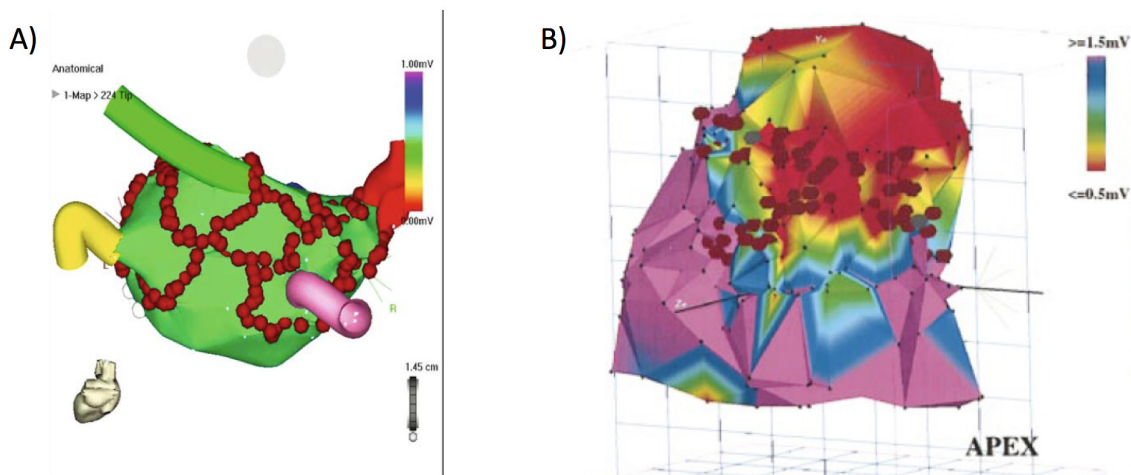 A)
Anatomical
1-Map > 224 Tip
1.00mV
0.00mV
L
R
1.45 cm
B)
>=1.5mV
<=0.5mV
Y+
Z+
APEX